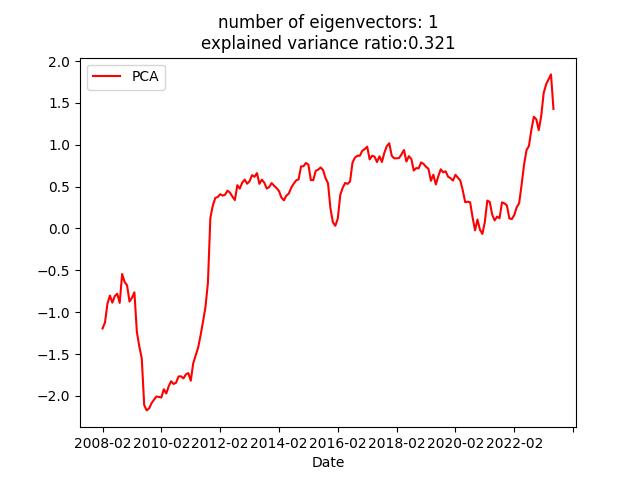 number of eigenvectors: 1
explained variance ratio:0.321
PCA
2.0
1.5
1.0
0.5
0.0
−0.5
−1.0
−1.5
−2.0
2008-02 2010-02 2012-02 2014-02 2016-02 2018-02 2020-02 2022-02
Date